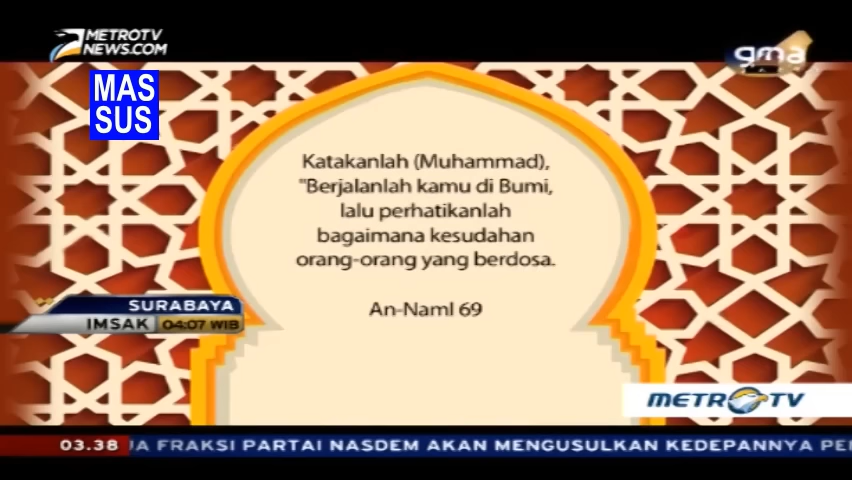 METROTV
NEWS.COM
gma
MAS
SUS
Katakanlah (Muhammad),
"Berjalanlah kamu di Bumi,
lalu perhatikanlah
bagaimana kesudahan
orang-orang yang berdosa.
An-Naml 69
SURABAYA
IMSAK 04:07 WIB
METRO TV
03.38 UA FRAKSI PARTAI NASDEM AKAN MENGUSULKAN KEDEPANNYA